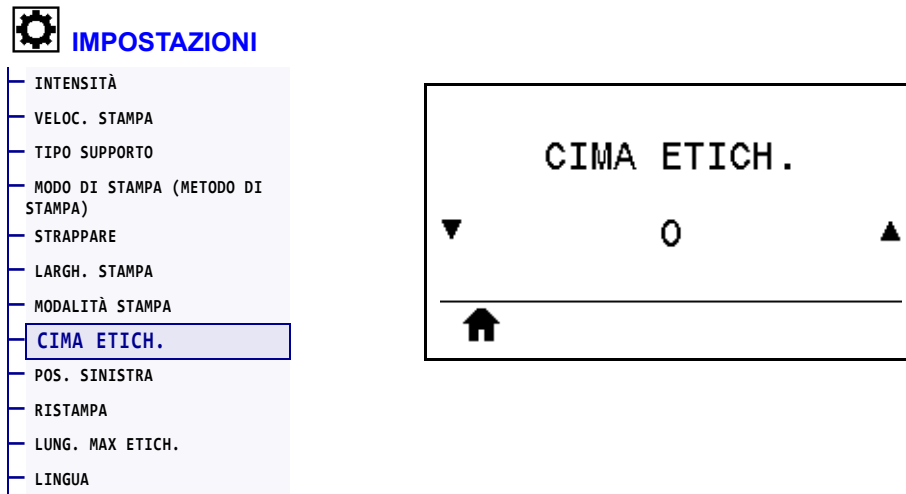 IMPOSTAZIONI
INTENSITÀ
VELOC. STAMPA
TIPO SUPPORTO
MODO DI STAMPA (METODO DI
STAMPA)
STRAPPARE
LARGH. STAMPA
MODALITÀ STAMPA
CIMA ETICH.
POS. SINISTRA
RISTAMPA
LUNG. MAX ETICH.
LINGUA
CIMA ETICH.
▼ 0 ▲